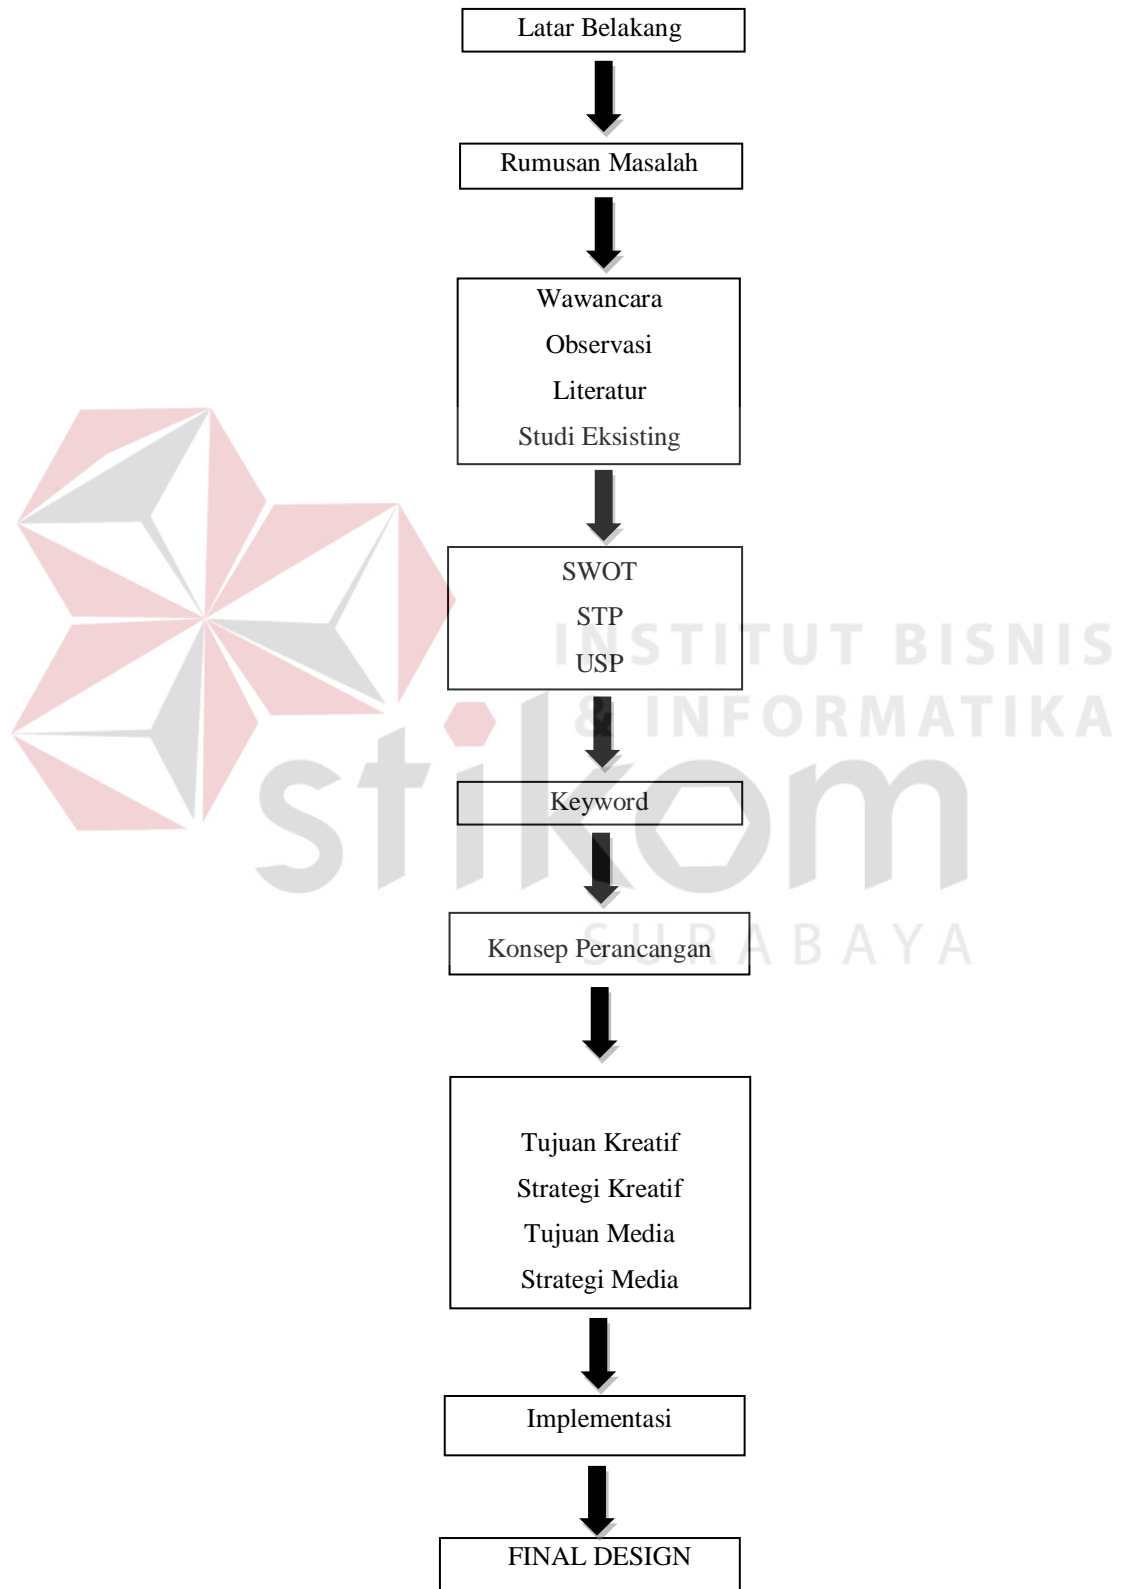 Latar Belakang
Rumusan Masalah
Wawancara
Observasi
Literatur
Studi Eksisting
SWOT
STP
USP
INSTITUT BISNIS
& INFORMATIKA
stikom
SURABAYA
Keyword
Konsep Perancangan
Tujuan Kreatif
Strategi Kreatif
Tujuan Media
Strategi Media
Implementasi
FINAL DESIGN